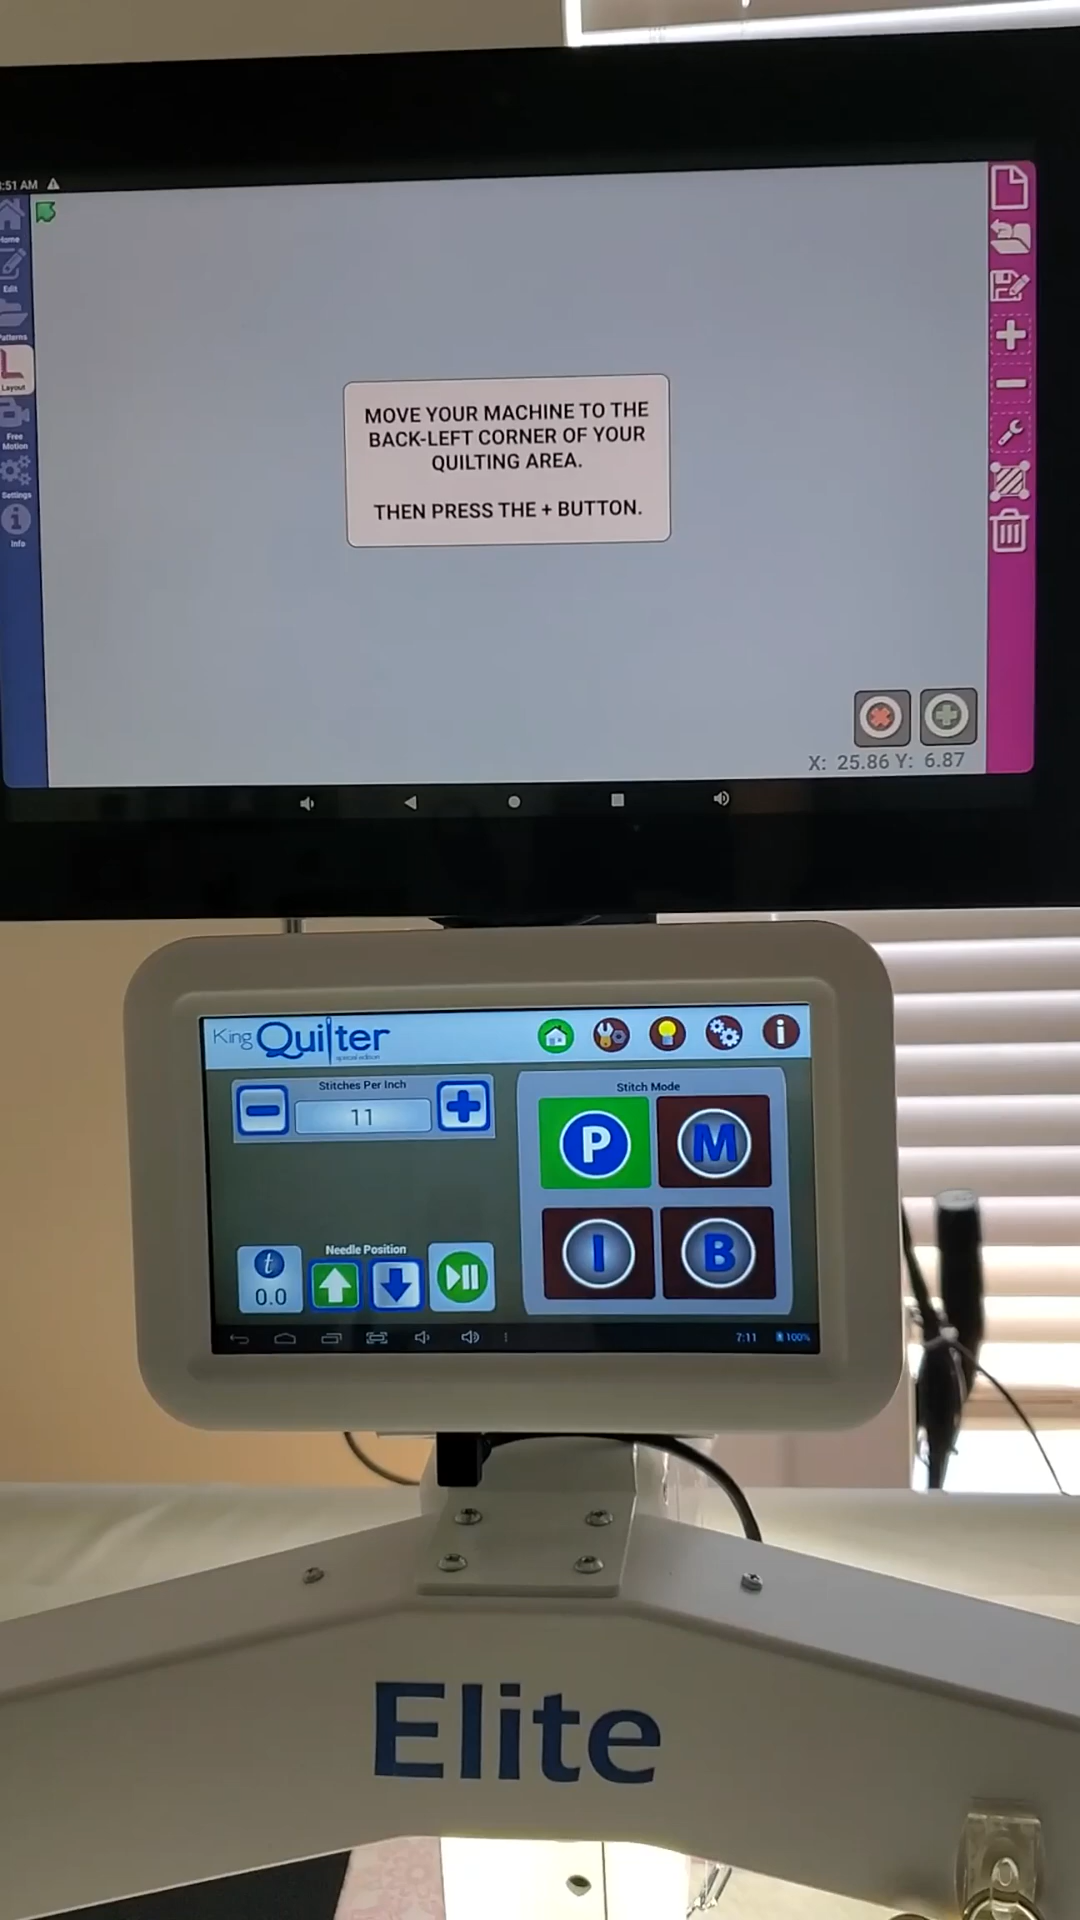 :51 AM
Home
Edit
Patterns
Layout
Free
Motion
Settings
Info
MOVE YOUR MACHINE TO THE
BACK-LEFT CORNER OF YOUR
QUILTING AREA.
THEN PRESS THE + BUTTON.
X: 25.86 Y: 6.87
King Quilter
special edition
Stitches Per Inch
11
Stitch Mode
P M
I B
Needle Position
t
0.0
7:11 100%
Elite